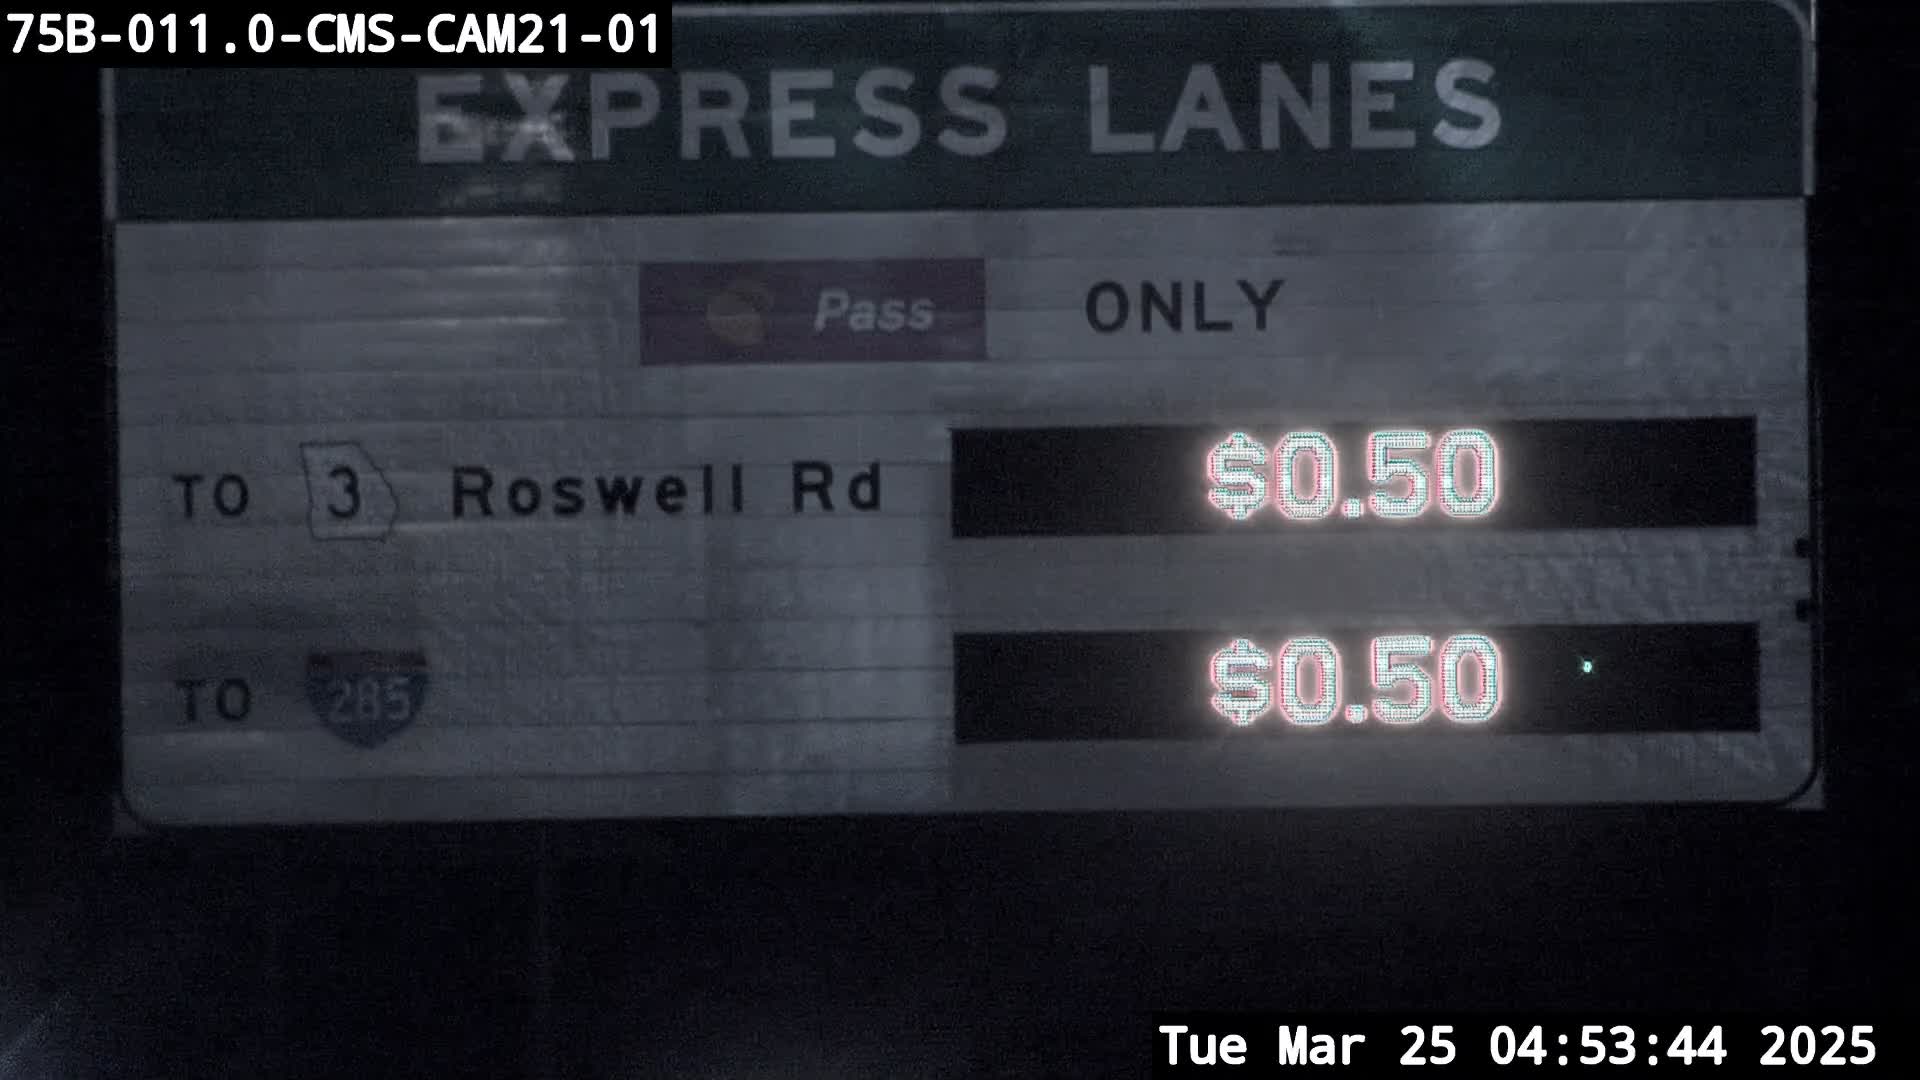 75B-011.0-CMS-CAM21-01
EXPRESS LANES
Pass ONLY
TO 3 Roswell Rd $0.50
TO 285 $0.50
Tue Mar 25 04:53:44 2025